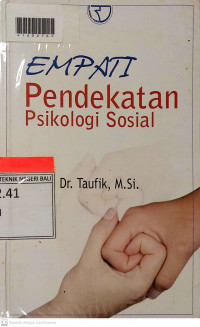 EMPATI
Pendekatan
Psikologi Sosial
TEKNIK NEGERI BALI
2.41
Dr. Taufik, M.Si.